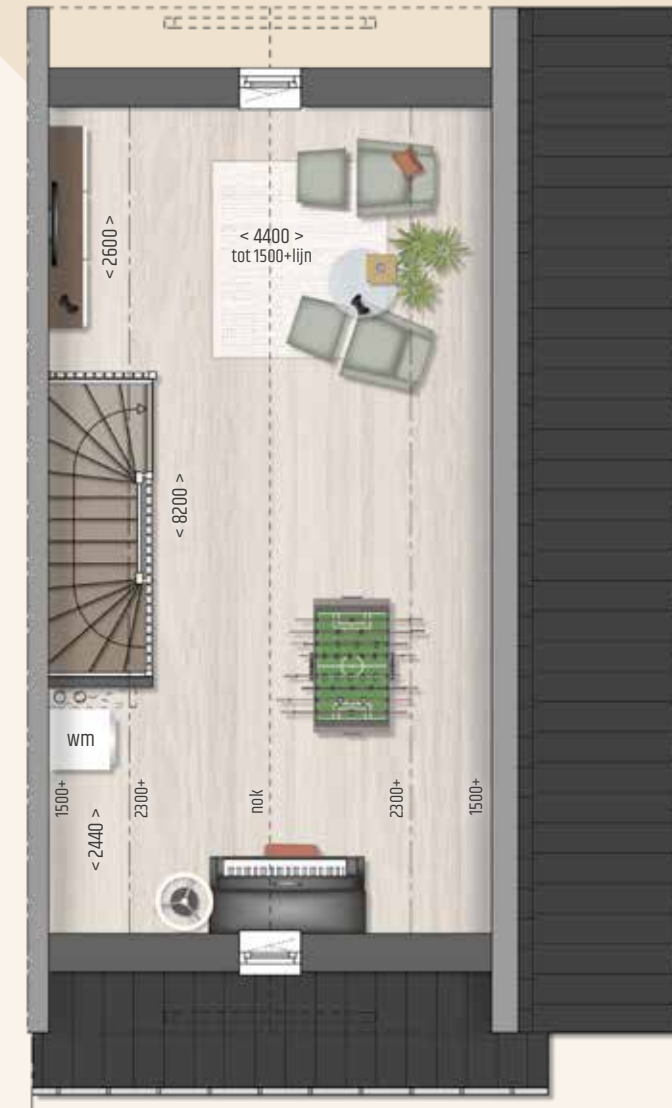 < 2600 >
< 4400 >
tot 1500+lijn
< 8200 >
wm
1500+
2300+
nok
2300+
1500+
< 2440 >